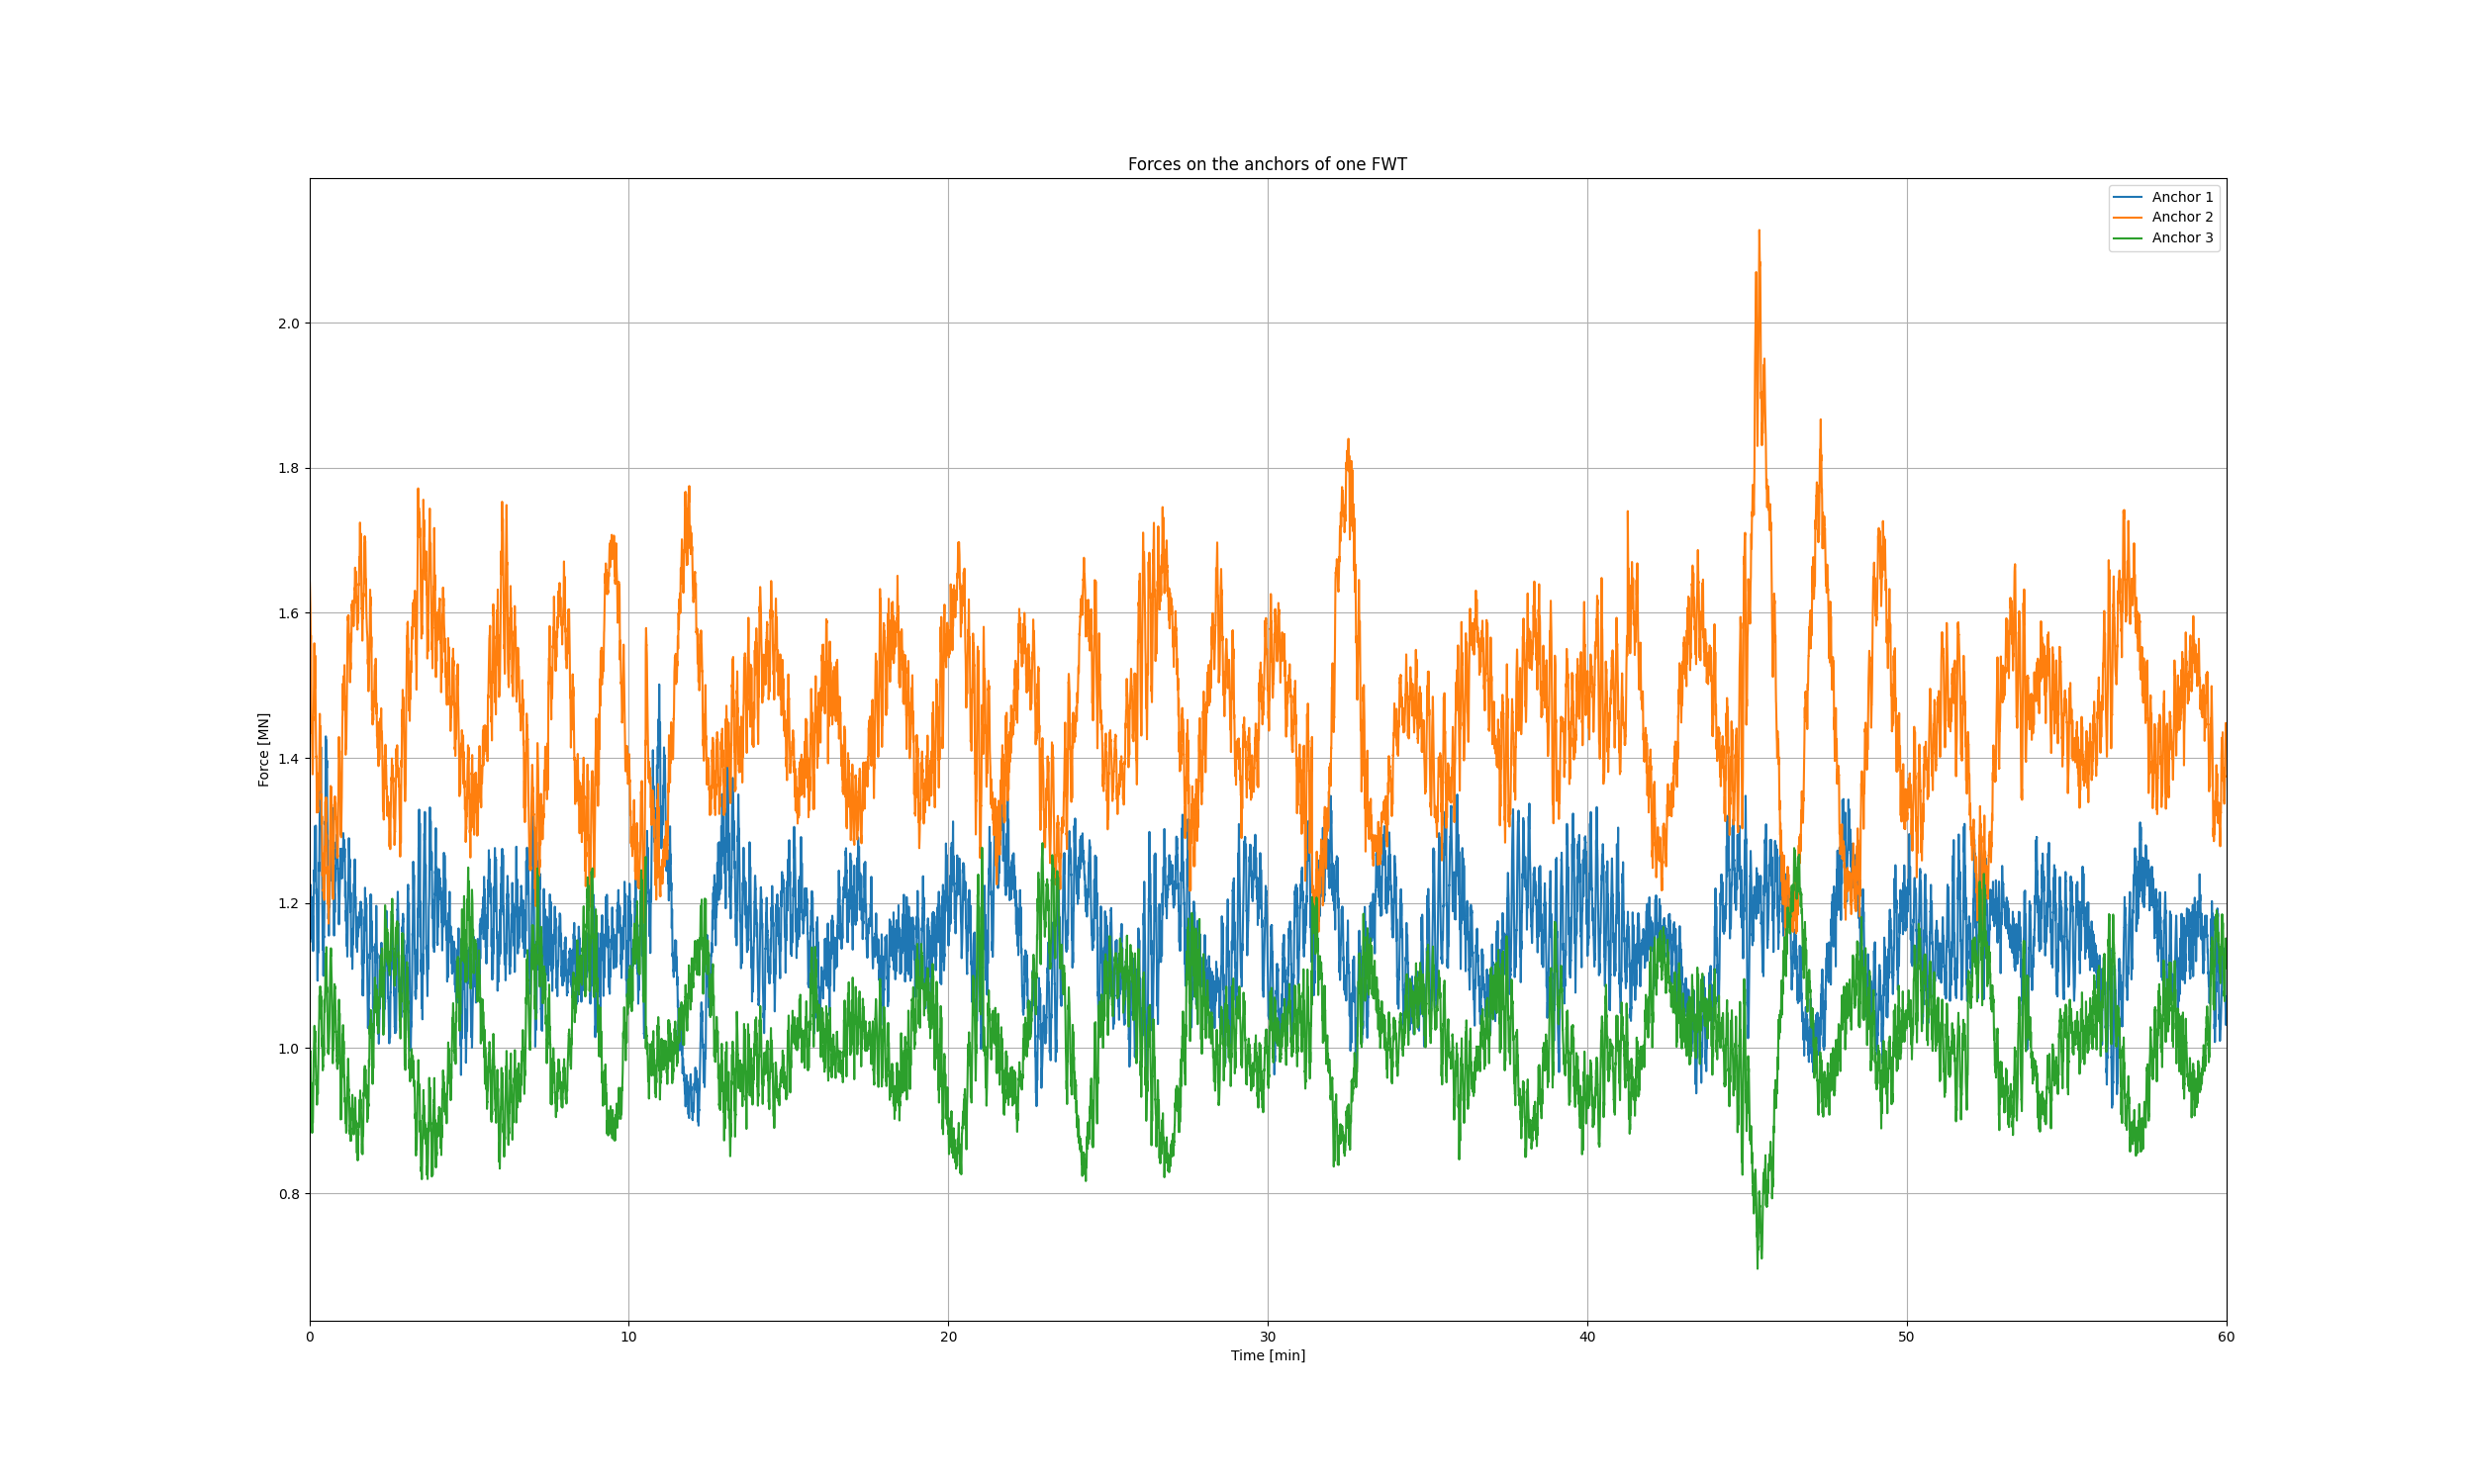 Forces on the anchors of one FWT
Anchor 1
Anchor 2
Anchor 3
Force [MN]
2.0
1.8
1.6
1.4
1.2
1.0
0.8
0 10 20 30 40 50 60
Time [min]